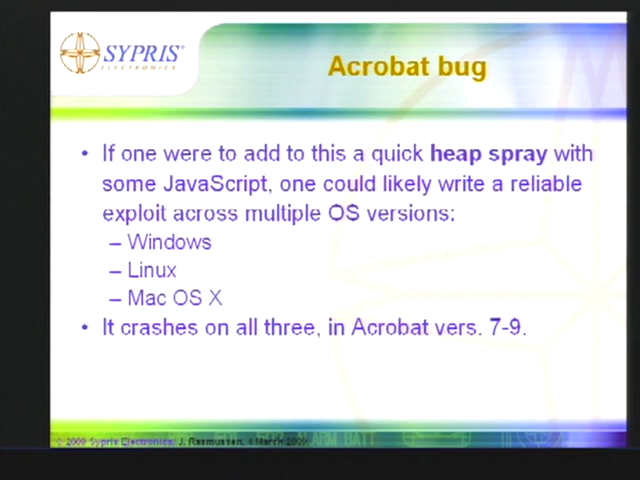 SYPRIS
ELECTRONICS
Acrobat bug
• If one were to add to this a quick heap spray with
some JavaScript, one could likely write a reliable
exploit across multiple OS versions:
– Windows
– Linux
– Mac OS X
• It crashes on all three, in Acrobat vers. 7-9.
© 2009 Sypris Electronics, J. Rasmussen, 4 March 2009